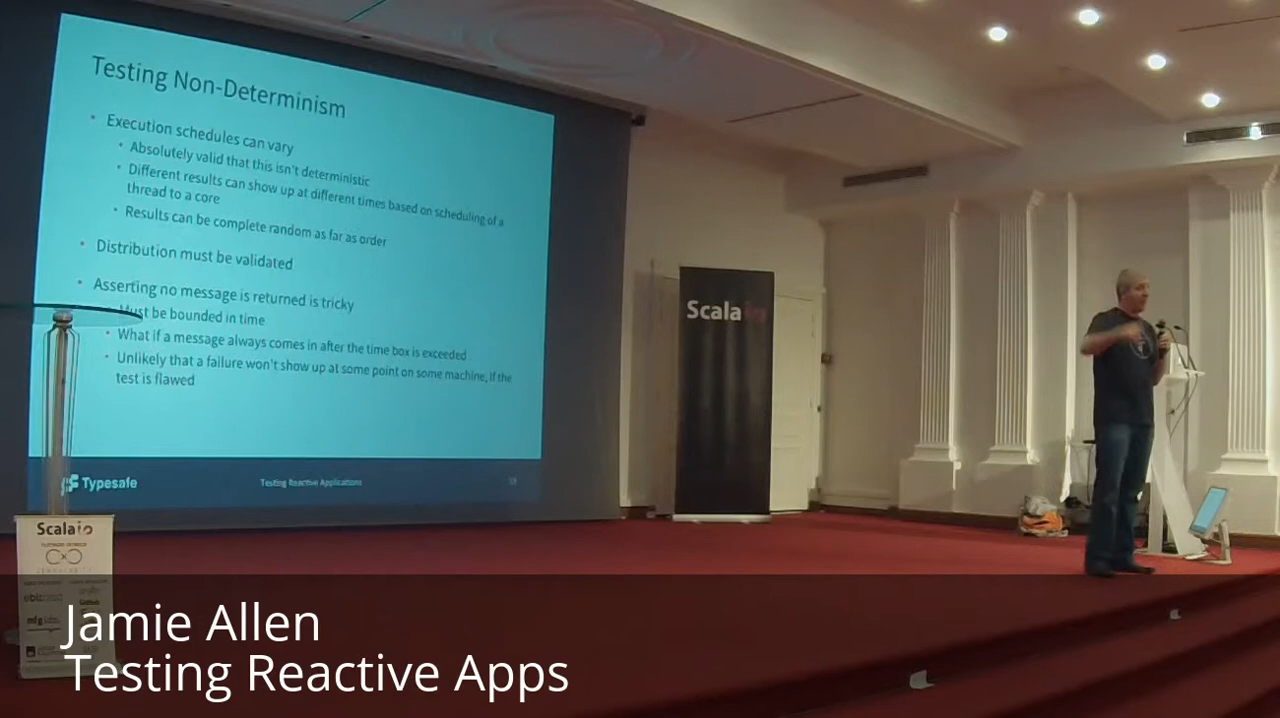 Testing Non-Determinism
Execution schedules can vary
Absolutely valid that this isn't deterministic
Different results can show up at different times based on scheduling of a
thread to a core
Results can be complete random as far as order
Distribution must be validated
Asserting no message is returned is tricky
Must be bounded in time
What if a message always comes in after the time box is exceeded
Unlikely that a failure won't show up at some point on some machine, if the
test is flawed
Typesafe
Testing Reactive Applications
Scala io
Scala io
Jamie Allen
Testing Reactive Apps